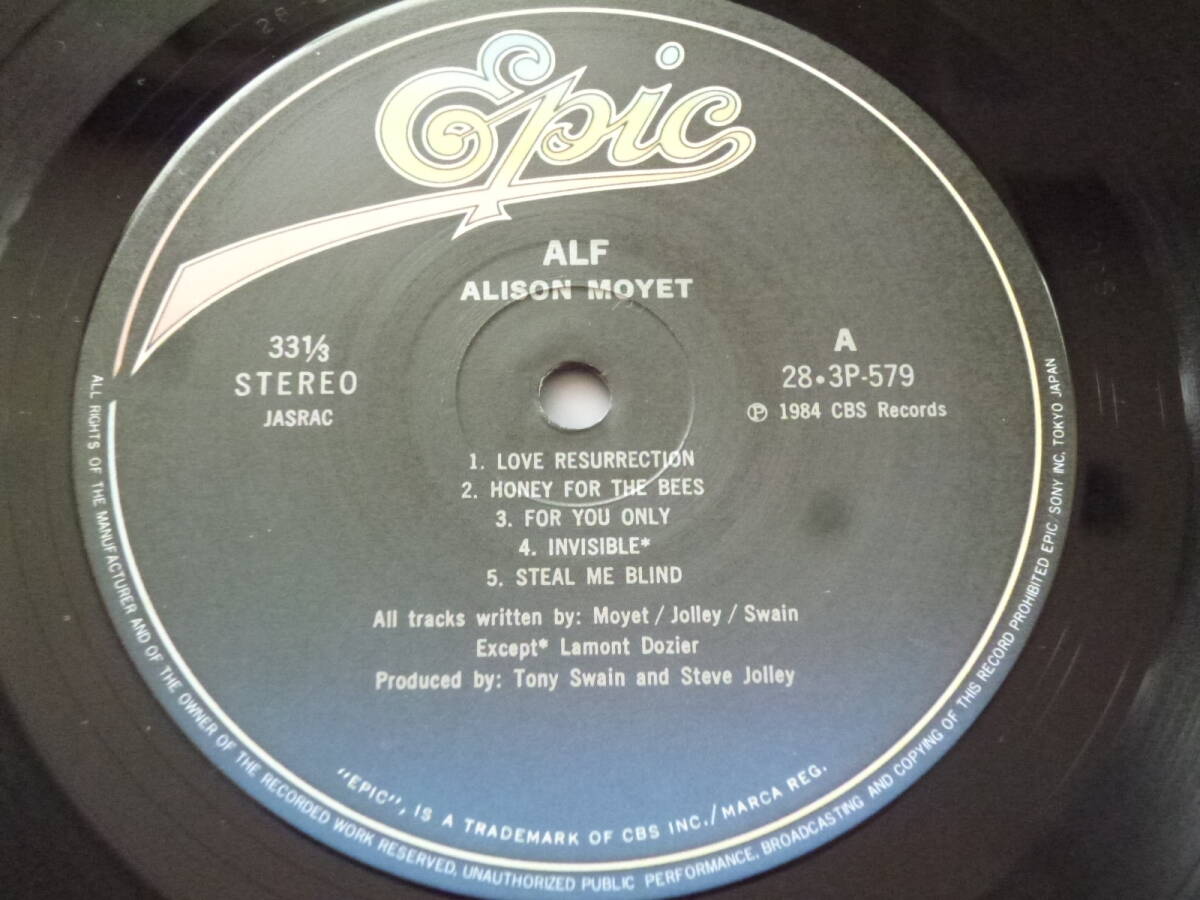 Epic
ALF
ALISON MOYET
33⅓
STEREO
JASRAC
A
28•3P-579
Ⓟ 1984 CBS Records
1. LOVE RESURRECTION
2. HONEY FOR THE BEES
3. FOR YOU ONLY
4. INVISIBLE*
5. STEAL ME BLIND
All tracks written by: Moyet / Jolley / Swain
Except* Lamont Dozier
Produced by: Tony Swain and Steve Jolley
"EPIC", IS A TRADEMARK OF CBS INC./MARCA REG.
ALL RIGHTS OF THE MANUFACTURER AND OF THE OWNER OF THE RECORDED WORK RESERVED, UNAUTHORIZED PUBLIC PERFORMANCE, BROADCASTING AND COPYING OF THIS RECORD PROHIBITED EPIC/SONY INC. TOKYO JAPAN